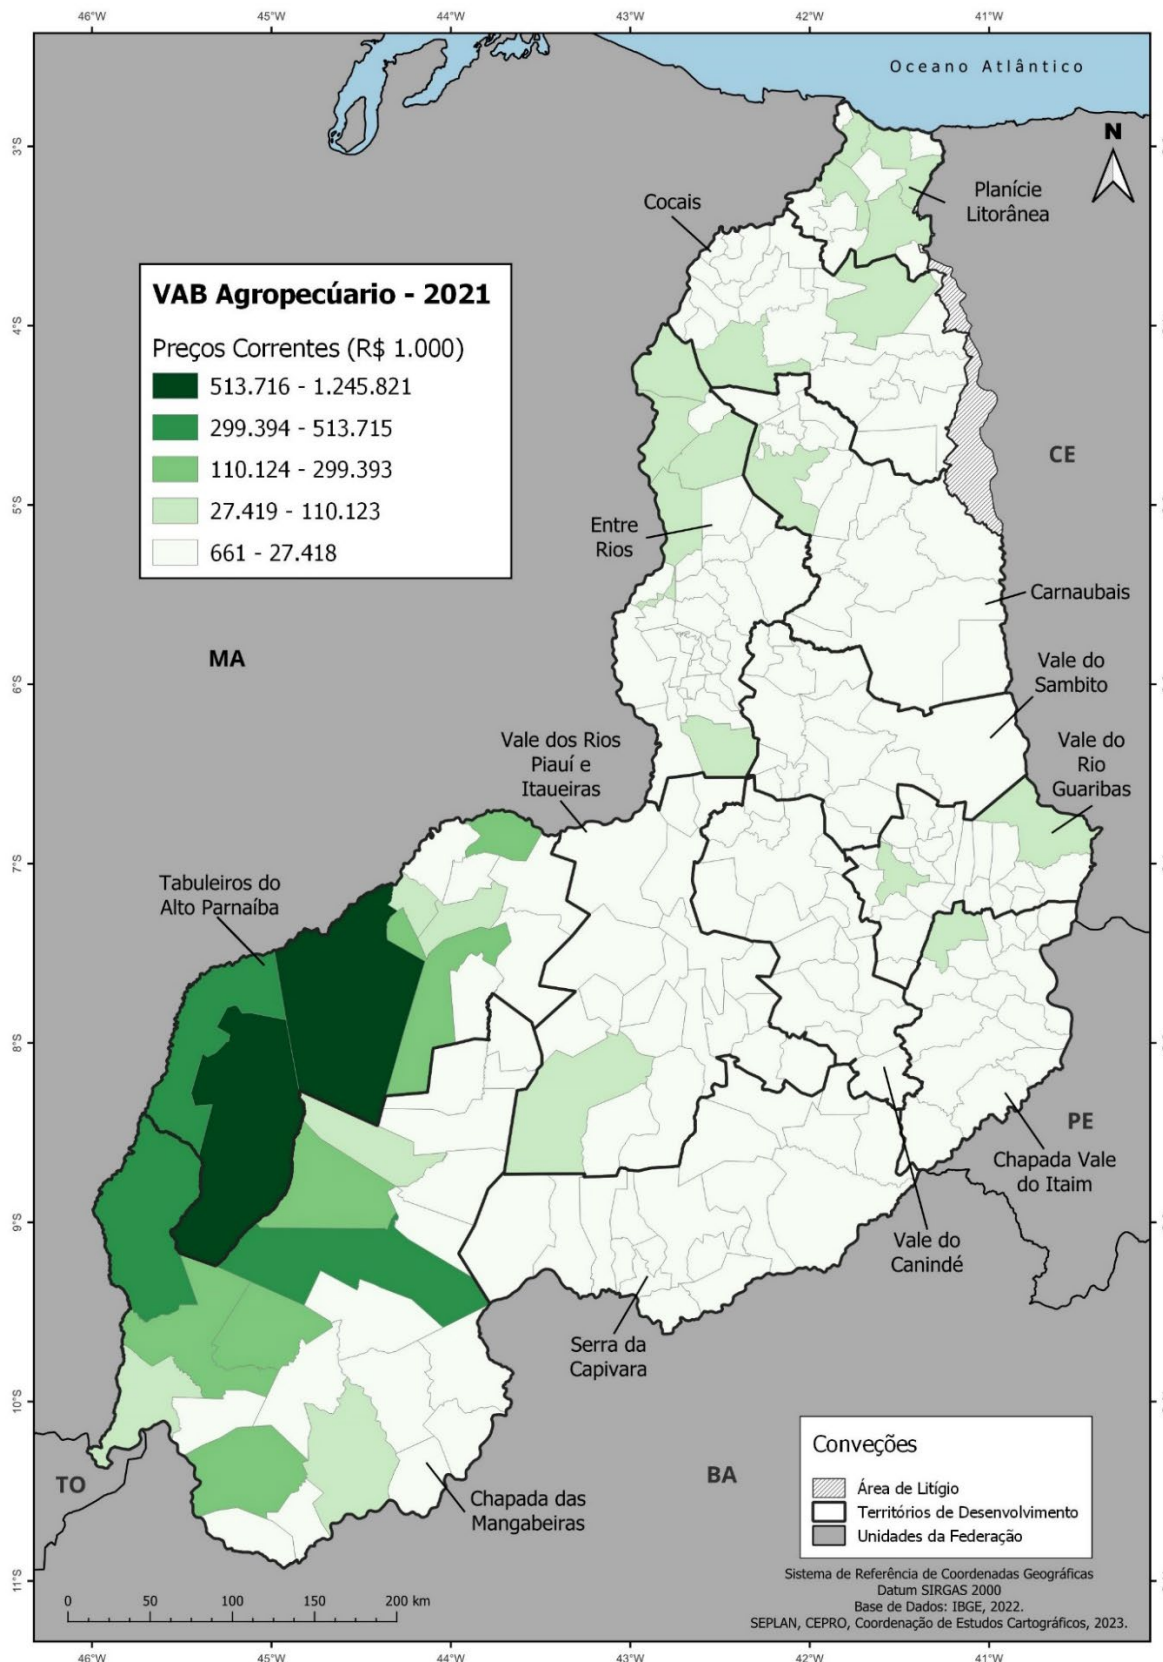 46°W 45°W 44°W 43°W 42°W 41°W
Oceano Atlântico
N
3°S
Planície
Litorânea
Cocais
VAB Agropecúario - 2021
Preços Correntes (R$ 1.000)
513.716 - 1.245.821
299.394 - 513.715
110.124 - 299.393
27.419 - 110.123
661 - 27.418
4°S
CE
5°S
Entre
Rios
Carnaubais
MA
Vale do
Sambito
6°S
Vale dos Rios
Piauí e
Itaueiras
Vale do
Rio
Guaribas
7°S
Tabuleiros do
Alto Parnaíba
8°S
PE
Chapada Vale
do Itaim
9°S
Vale do
Canindé
Serra da
Capivara
10°S
TO
BA
Chapada das
Mangabeiras
Conveções
Área de Litígio
Territórios de Desenvolvimento
Unidades da Federação
11°S
0 50 100 150 200 km
Sistema de Referência de Coordenadas Geográficas
Datum SIRGAS 2000
Base de Dados: IBGE, 2022.
SEPLAN, CEPRO, Coordenação de Estudos Cartográficos, 2023.
46°W 45°W 44°W 43°W 42°W 41°W